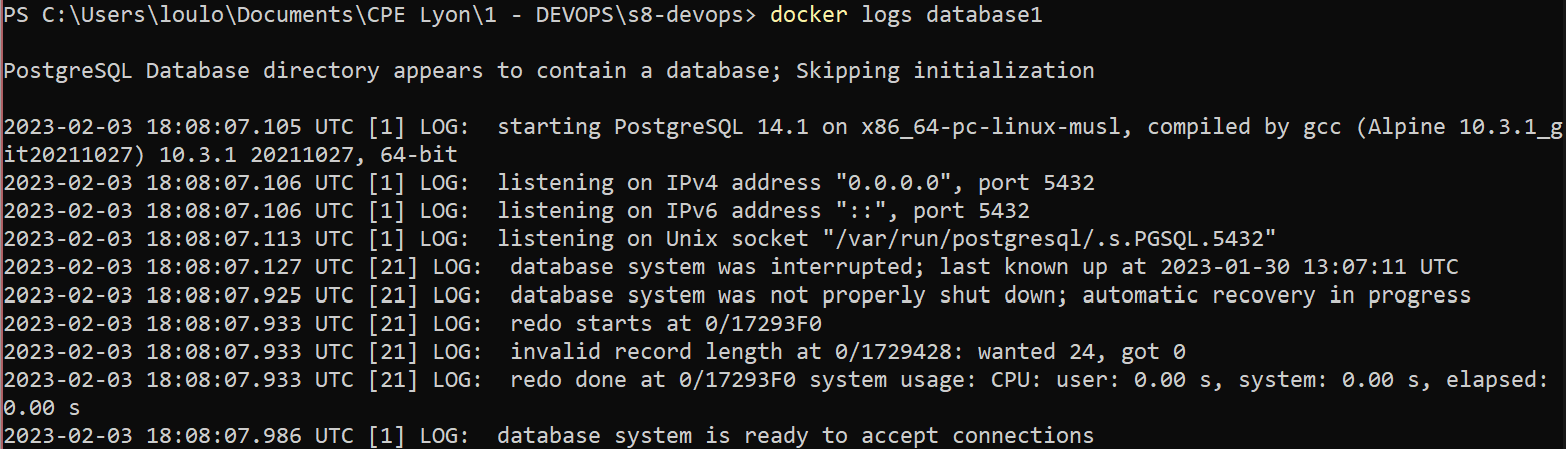 PS C:\Users\loulo\Documents\CPE Lyon\1 - DEVOPS\s8-devops> docker logs database1
PostgreSQL Database directory appears to contain a database; Skipping initialization
2023-02-03 18:08:07.105 UTC [1] LOG:  starting PostgreSQL 14.1 on x86_64-pc-linux-musl, compiled by gcc (Alpine 10.3.1_g
it20211027) 10.3.1 20211027, 64-bit
2023-02-03 18:08:07.106 UTC [1] LOG:  listening on IPv4 address "0.0.0.0", port 5432
2023-02-03 18:08:07.106 UTC [1] LOG:  listening on IPv6 address "::", port 5432
2023-02-03 18:08:07.113 UTC [1] LOG:  listening on Unix socket "/var/run/postgresql/.s.PGSQL.5432"
2023-02-03 18:08:07.127 UTC [21] LOG:  database system was interrupted; last known up at 2023-01-30 13:07:11 UTC
2023-02-03 18:08:07.925 UTC [21] LOG:  database system was not properly shut down; automatic recovery in progress
2023-02-03 18:08:07.933 UTC [21] LOG:  redo starts at 0/17293F0
2023-02-03 18:08:07.933 UTC [21] LOG:  invalid record length at 0/1729428: wanted 24, got 0
2023-02-03 18:08:07.933 UTC [21] LOG:  redo done at 0/17293F0 system usage: CPU: user: 0.00 s, system: 0.00 s, elapsed:
0.00 s
2023-02-03 18:08:07.986 UTC [1] LOG:  database system is ready to accept connections